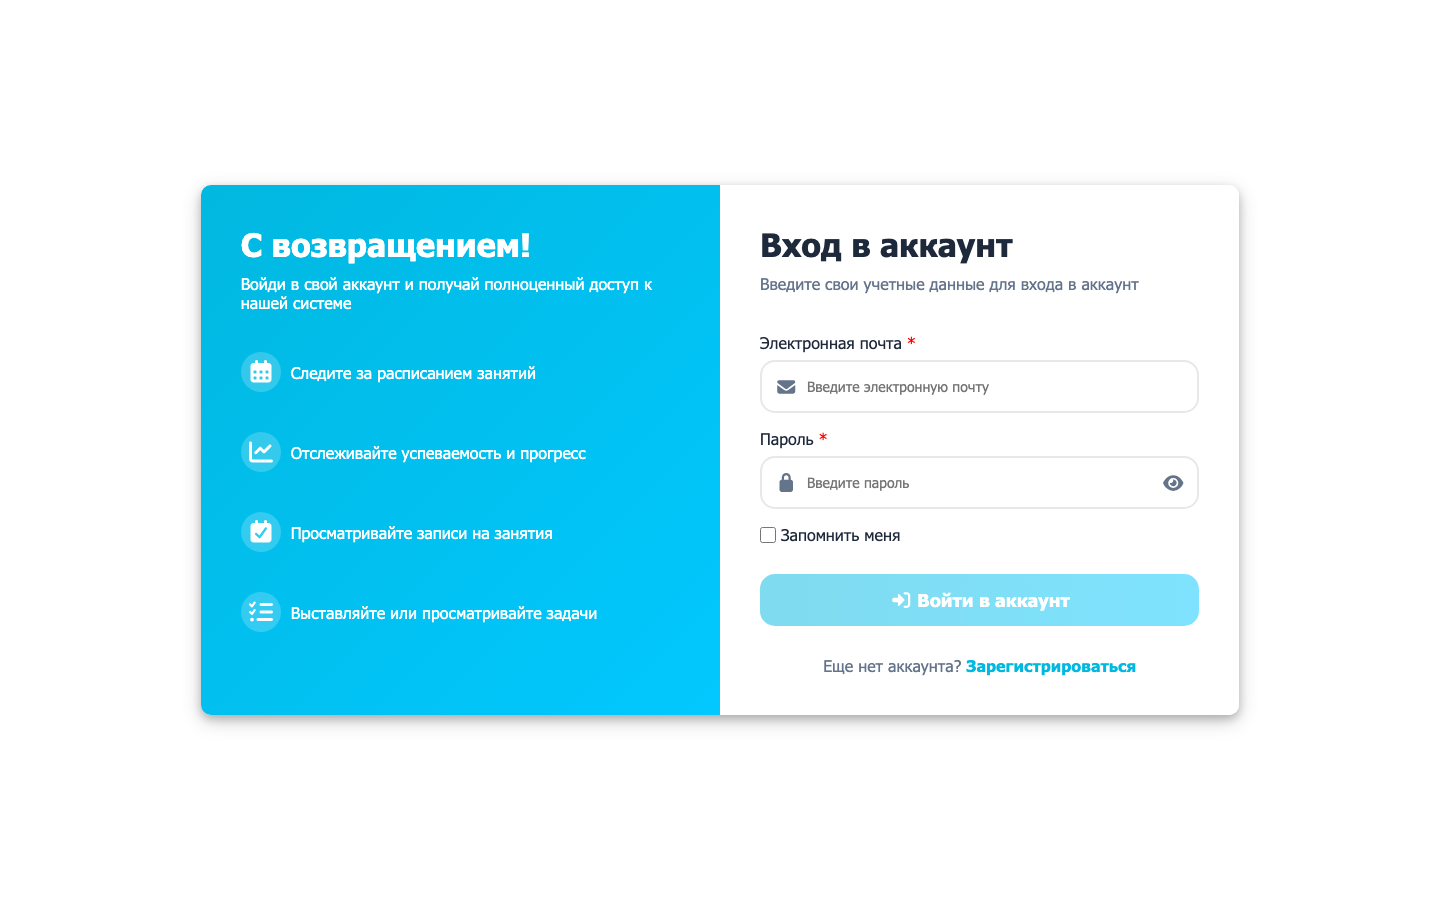 С возвращением!
Войди в свой аккаунт и получай полноценный доступ к
нашей системе
Следите за расписанием занятий
Отслеживайте успеваемость и прогресс
Просматривайте записи на занятия
Выставляйте или просматривайте задачи
Вход в аккаунт
Введите свои учетные данные для входа в аккаунт
Электронная почта *
Введите электронную почту
Пароль *
Введите пароль
Запомнить меня
Войти в аккаунт
Еще нет аккаунта? Зарегистрироваться